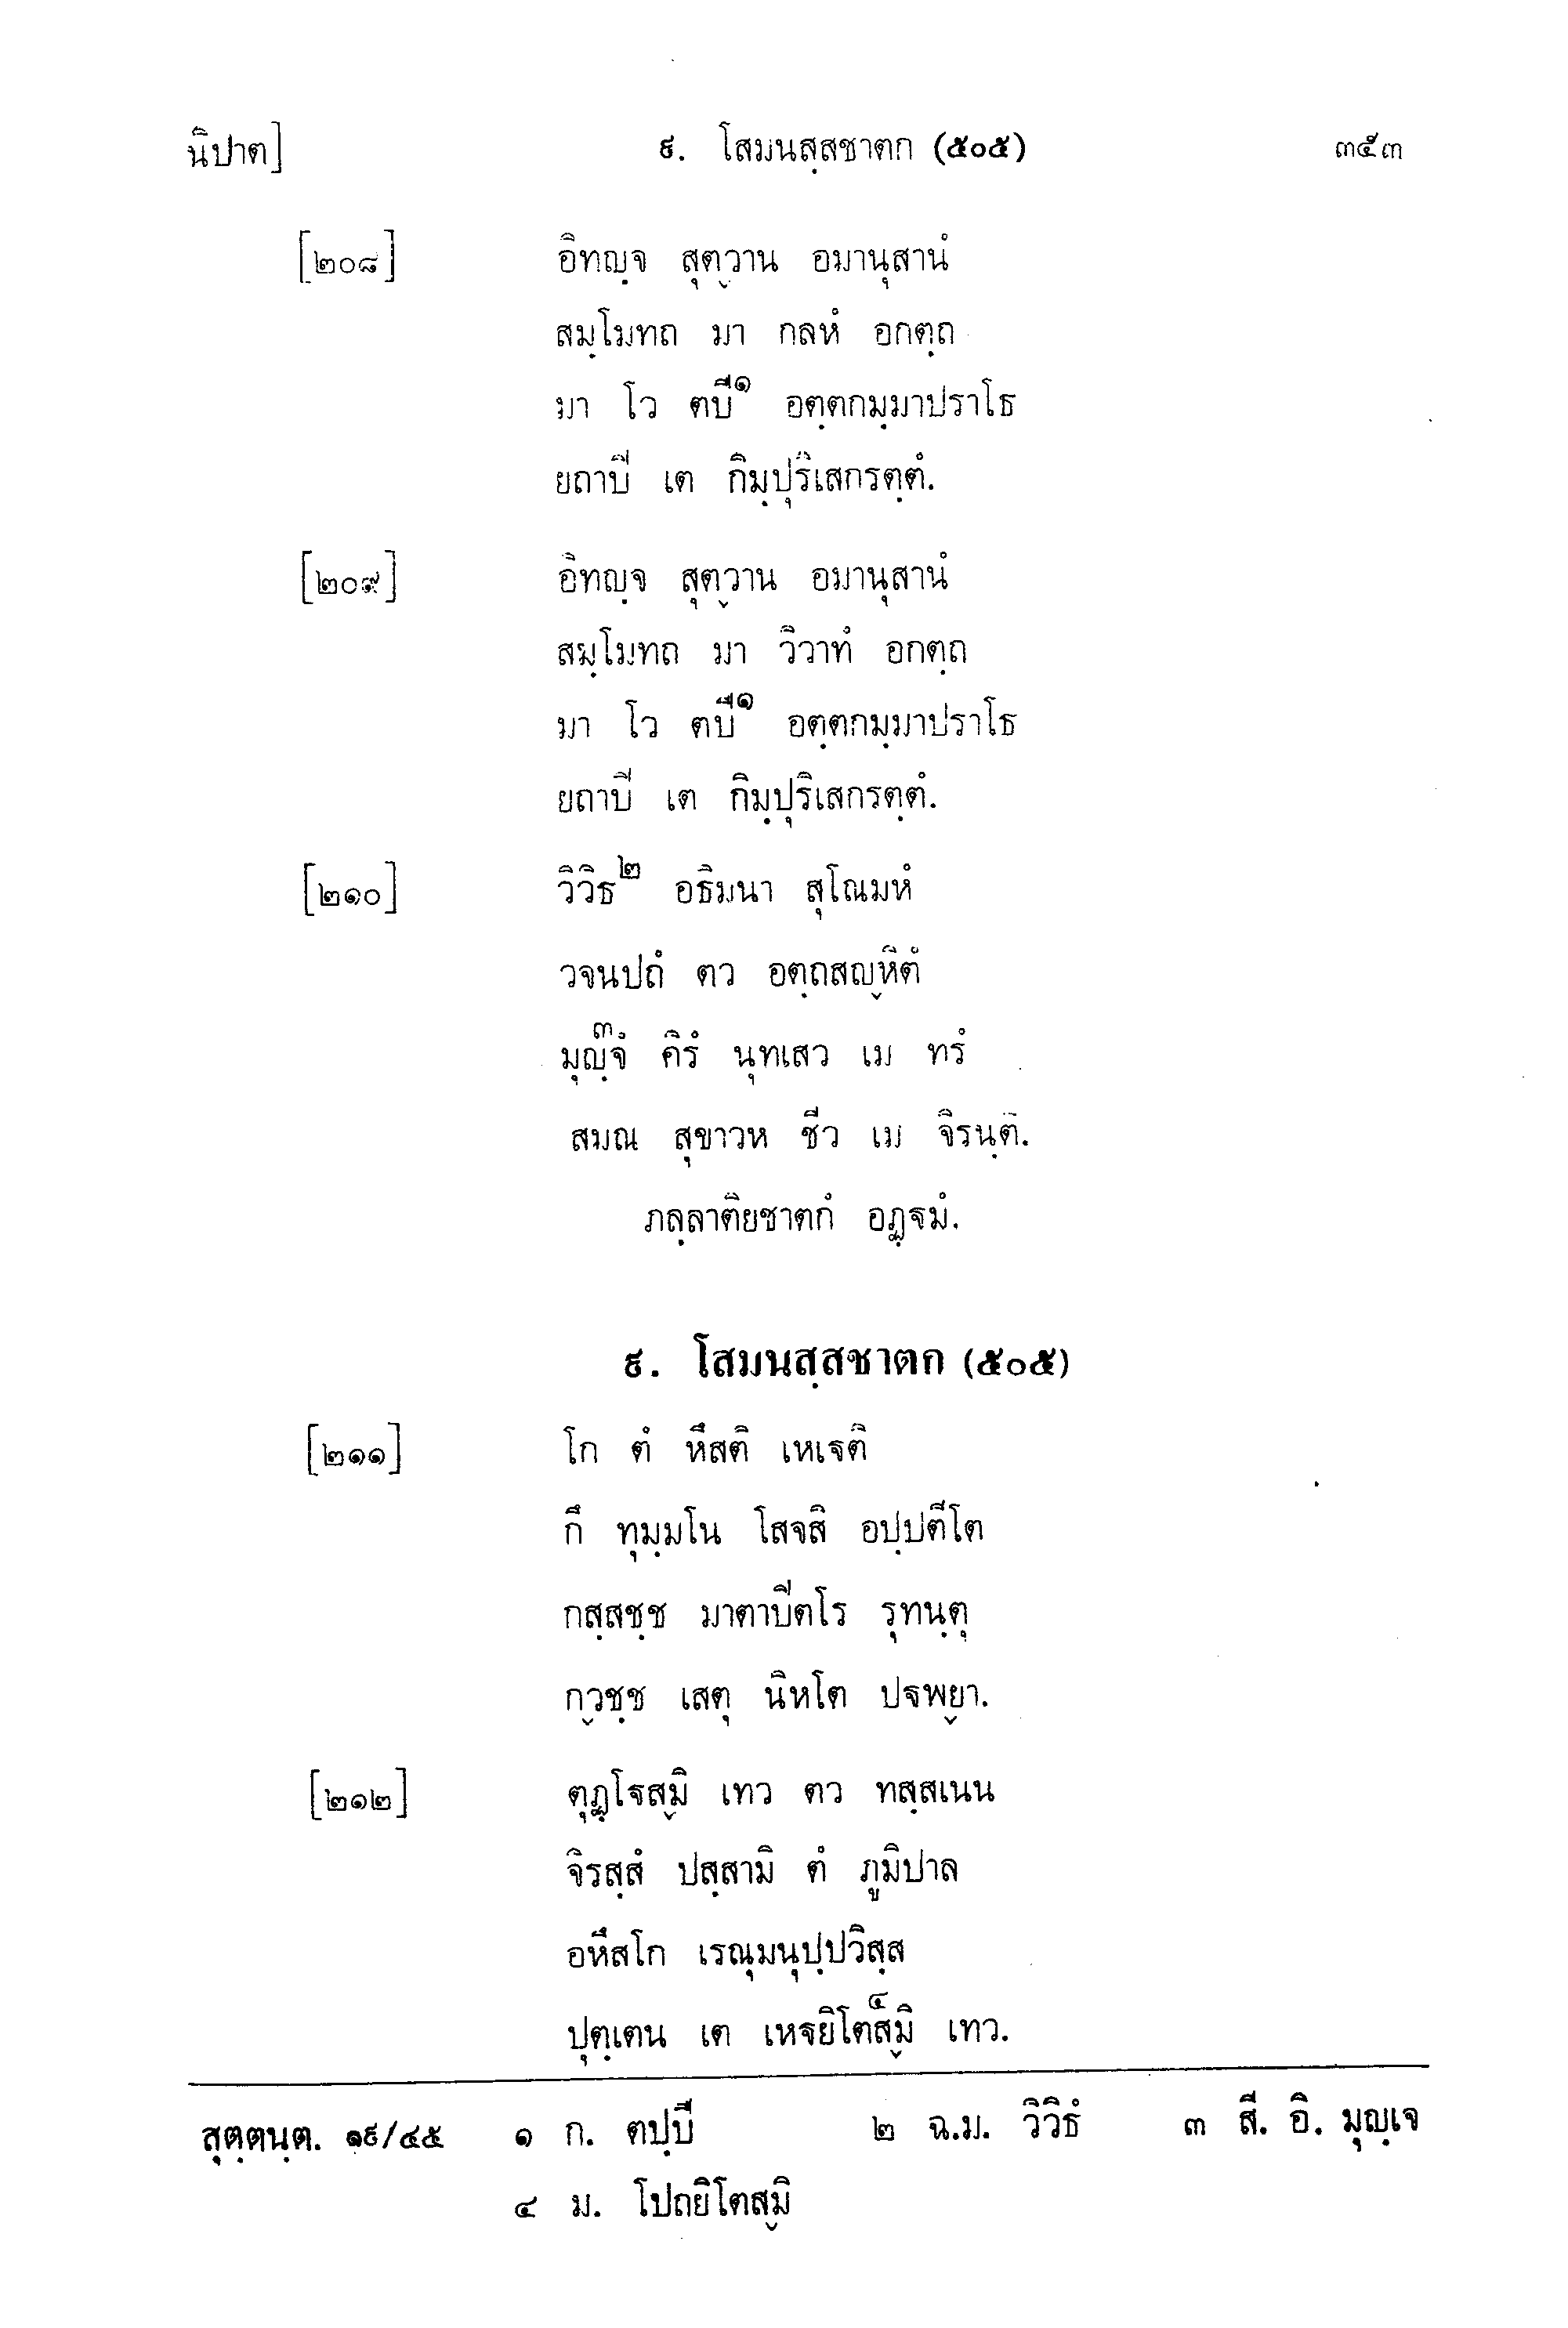 นิปาต] ๙. โสมนสฺสชาตก (๕๐๕) ๓๕๓
[๒๐๘] อิทญฺจ สุตฺวาน อมานุสานํ
สมฺโมทถ มา กลหํ อกตฺถ
มา โว ตปี๑ อตฺตกมฺมาปราโธ
ยถาปิ เต กิมฺปุริเสกรตฺตํ.
[๒๐๙] อิทญฺจ สุตฺวาน อมานุสานํ
สมฺโมทถ มา วิวาทํ อกตฺถ
มา โว ตปี๑ อตฺตกมฺมาปราโธ
ยถาปิ เต กิมฺปุริเสกรตฺตํ.
[๒๑๐] วิวิธ๒ อธิมนา สุโณมหํ
วจนปถํ ตว อตฺถสญฺหิตํ
มุญฺจํ๓ คิรํ นุทเสว เม ทรํ
สมณ สุขาวห ชีว เม จิรนฺติ.
ภลฺลาติยชาตกํ อฏฺฐมํ.
๙. โสมนสฺสชาตก (๕๐๕)
[๒๑๑] โก ตํ หึสติ เหเฐติ
กึ ทุมฺมโน โสจสิ อปฺปตีโต
กสฺสชฺช มาตาปิตโร รุทนฺตุ
กฺวชฺช เสตุ นิหโต ปฐพฺยา.
[๒๑๒] ตุฏฺโฐสฺมิ เทว ตว ทสฺสเนน
จิรสฺสํ ปสฺสามิ ตํ ภูมิปาล
อหึสโก เรณุมนุปฺปวิสฺส
ปุตฺเตน เต เหฐยิโตสฺมิ๔ เทว.
สุตฺตนฺต. ๑๙/๔๕ ๑ ก. ตปฺปี ๒ ฉ.ม. วิวิธํ ๓ สี. อิ. มุญฺเจ
๔ ม. โปถยิโตสฺมิ